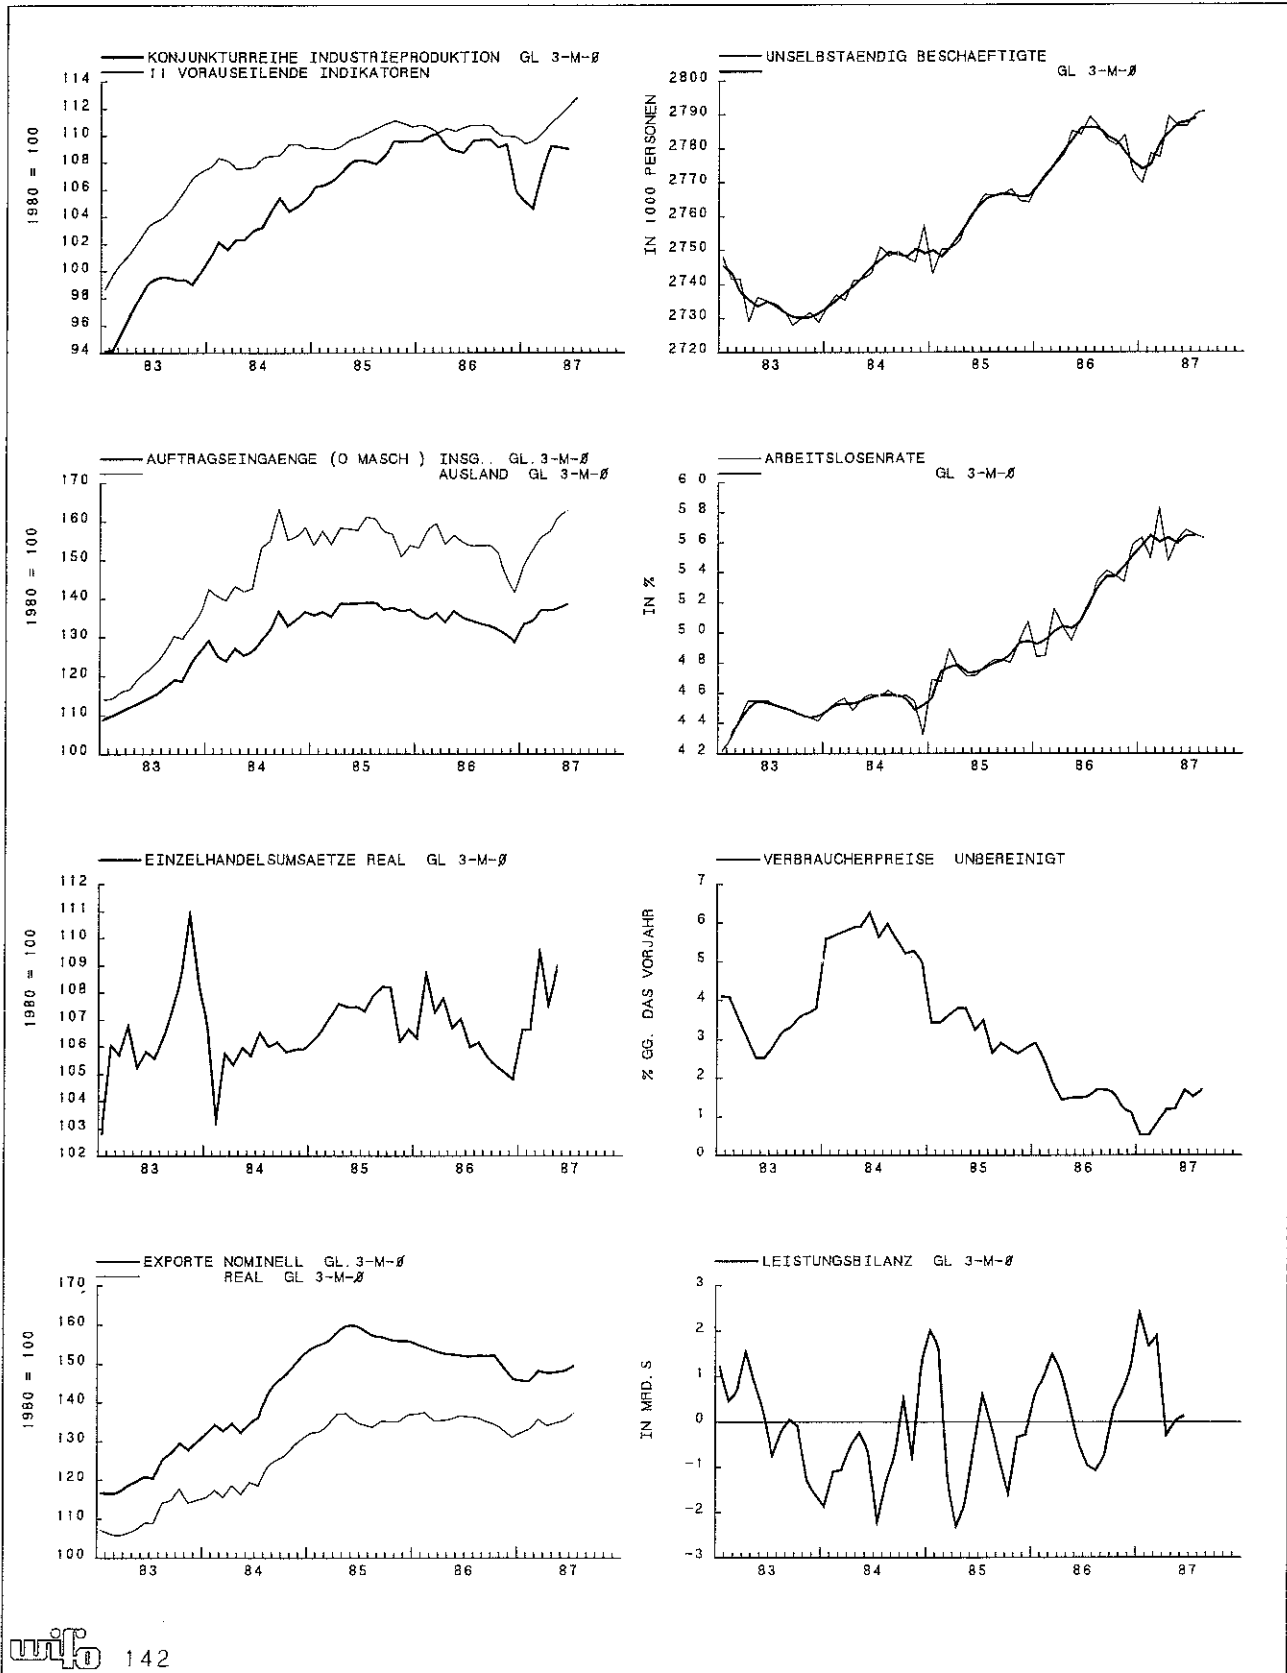 KONJUNKTURREIHE INDUSTRIEPRODUKTION GL 3-M-Ø
11 VORAUSEILENDE INDIKATOREN
1980 = 100
114
112
110
108
106
104
102
100
98
96
94
83 84 85 86 87
UNSELBSTAENDIG BESCHAEFTIGTE
GL 3-M-Ø
IN 1000 PERSONEN
2800
2790
2780
2770
2760
2750
2740
2730
2720
83 84 85 86 87
AUFTRAGSEINGAENGE (O MASCH ) INSG.. GL. 3-M-Ø
AUSLAND GL 3-M-Ø
1980 = 100
170
160
150
140
130
120
110
100
83 84 85 86 87
ARBEITSLOSENRATE
GL 3-M-Ø
IN %
6 0
5 8
5 6
5 4
5 2
5 0
4 8
4 6
4 4
4 2
83 84 85 86 87
EINZELHANDELSUMSAETZE REAL GL 3-M-Ø
1980 = 100
112
111
110
109
108
107
106
105
104
103
102
83 84 85 86 87
VERBRAUCHERPREISE UNBEREINIGT
% GG. DAS VORJAHR
7
6
5
4
3
2
1
0
83 84 85 86 87
EXPORTE NOMINELL GL. 3-M-Ø
REAL GL 3-M-Ø
1980 = 100
170
160
150
140
130
120
110
100
83 84 85 86 87
LEISTUNGSBILANZ GL 3-M-Ø
IN MRD. S
3
2
1
0
-1
-2
-3
83 84 85 86 87
wifo 142